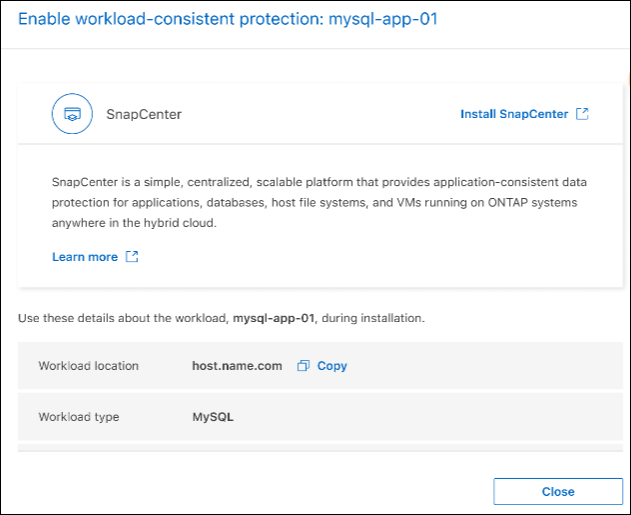 Enable workload-consistent protection: mysql-app-01
SnapCenter
Install SnapCenter
SnapCenter is a simple, centralized, scalable platform that provides application-consistent data
protection for applications, databases, host file systems, and VMs running on ONTAP systems
anywhere in the hybrid cloud.
Learn more
Use these details about the workload, mysql-app-01, during installation.
Workload location host.name.com Copy
Workload type MySQL
Close